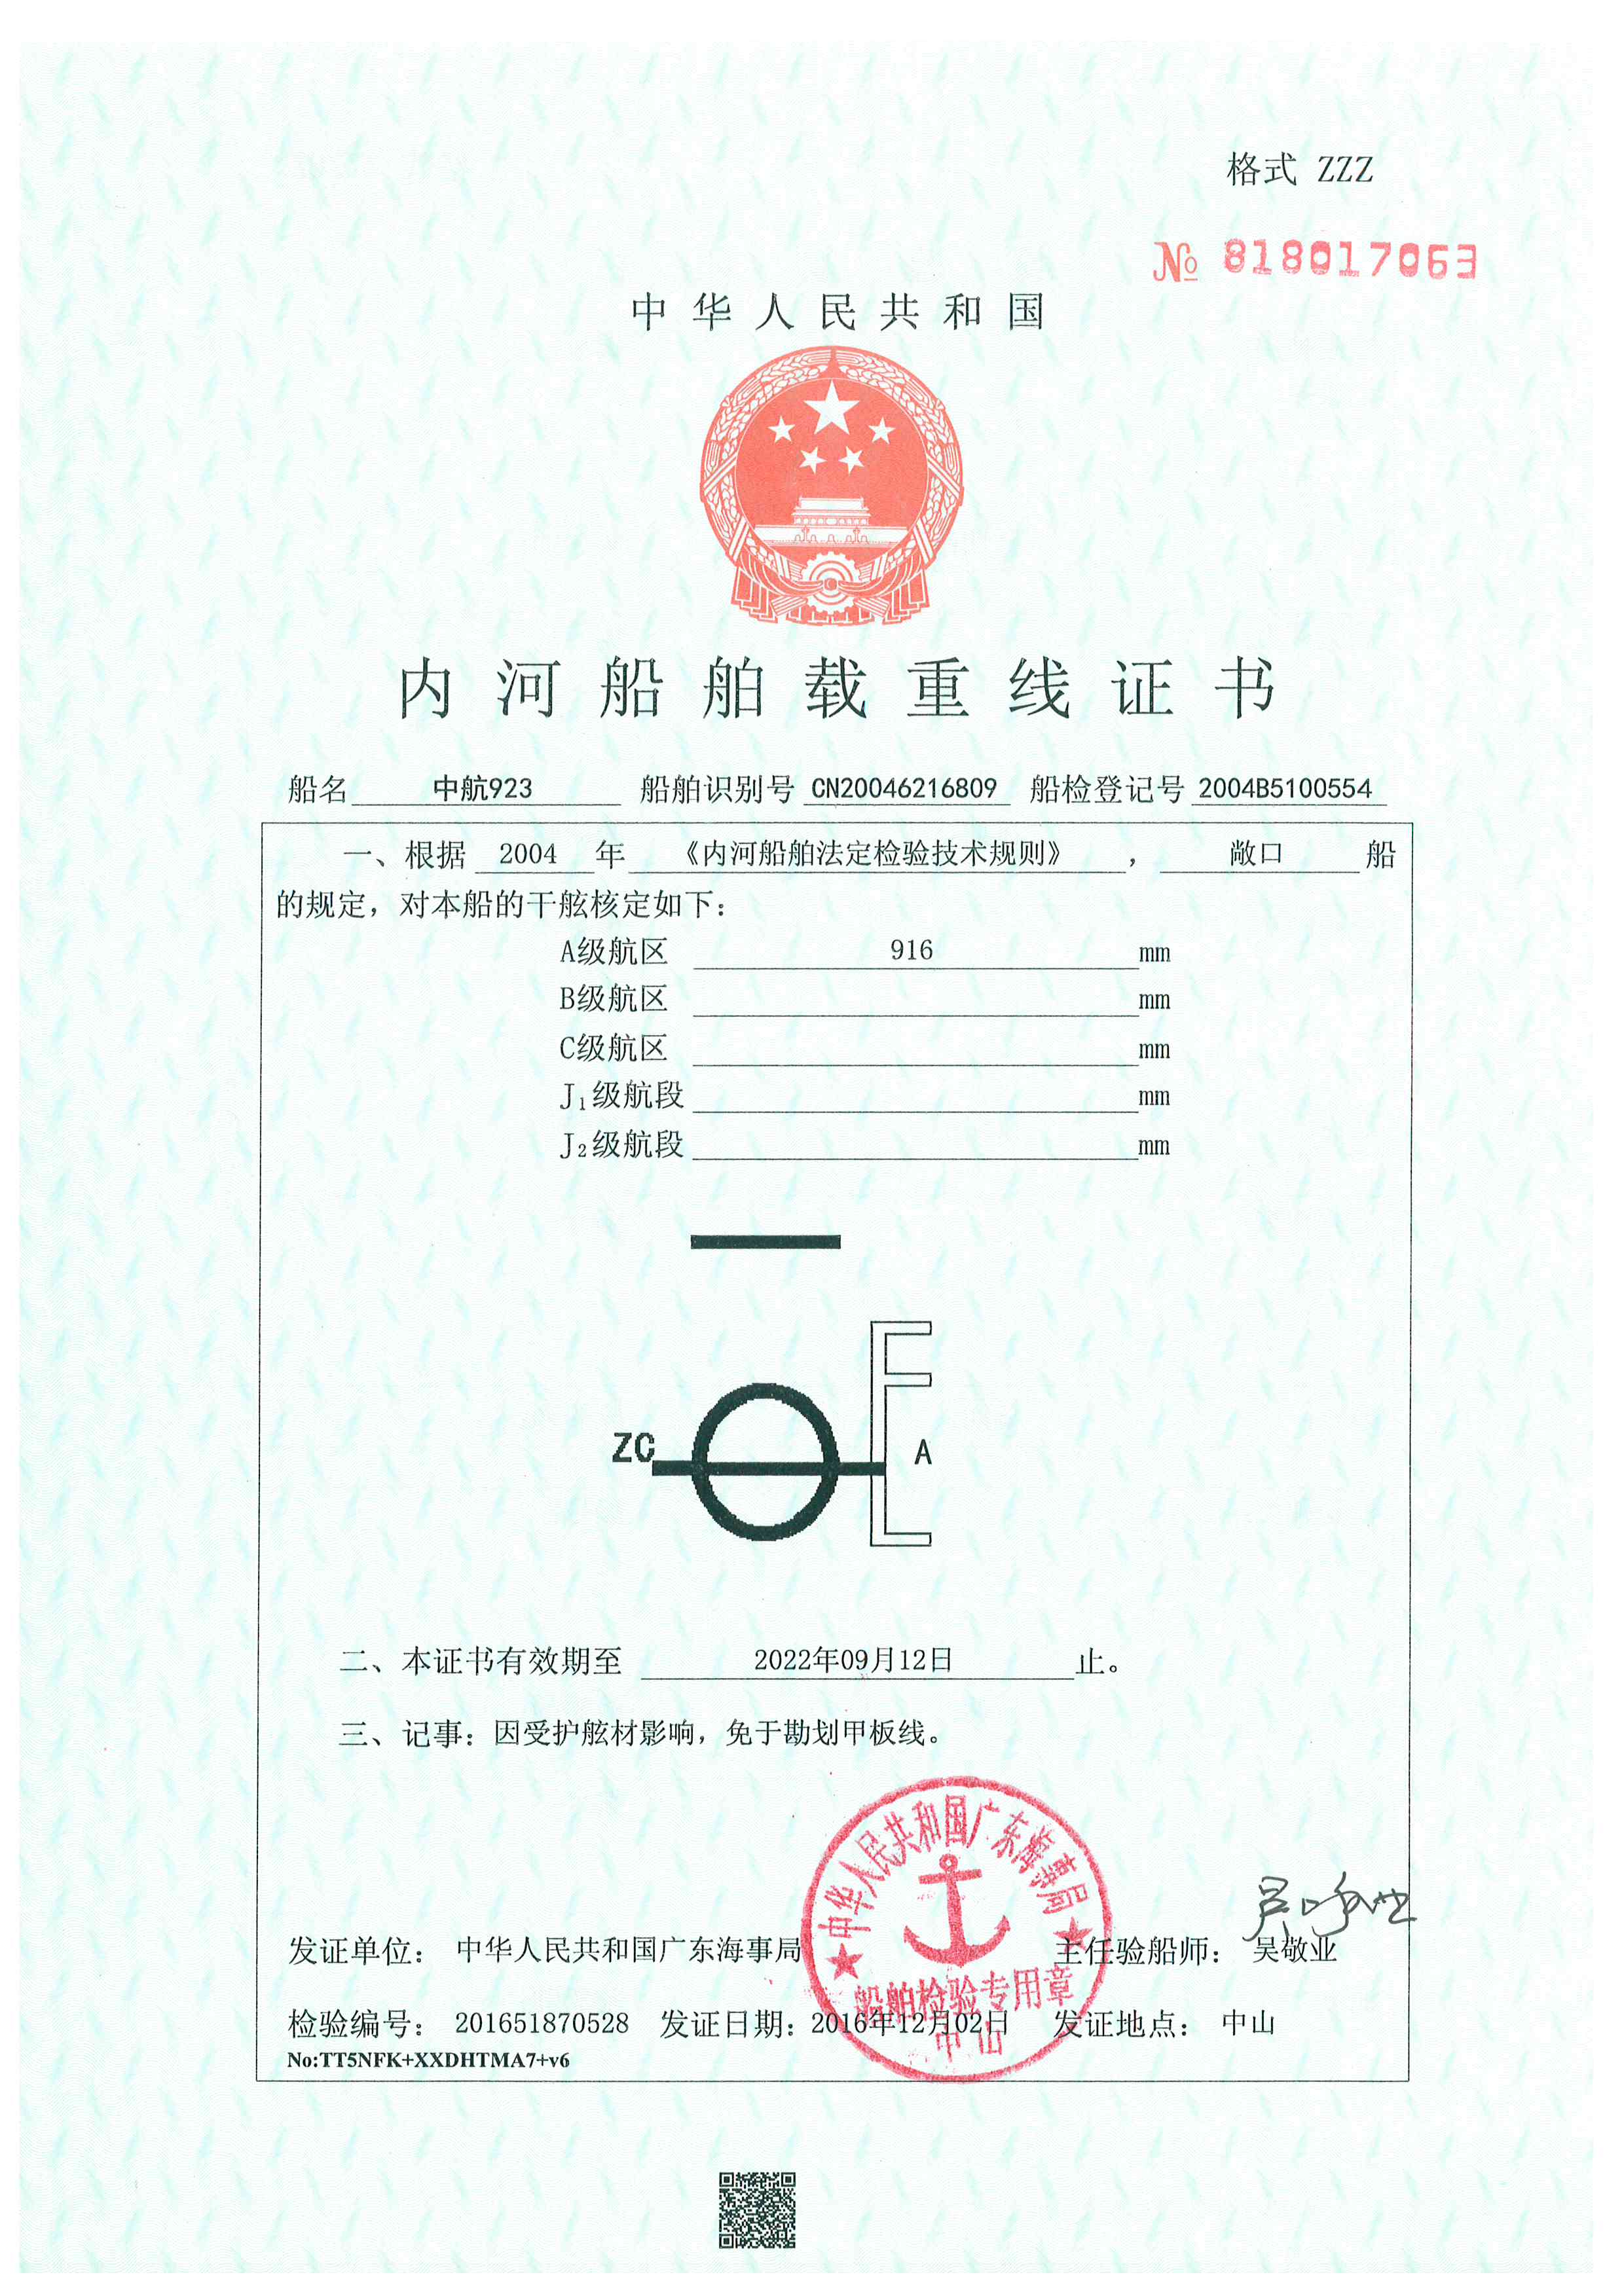 格式 ZZZ
№ 818017063
中华人民共和国
内河船舶载重线证书
船名 中航923 船舶识别号 CN20046216809 船检登记号 2004B5100554
一、根据 2004 年 《内河船舶法定检验技术规则》 , 敞口 船
的规定，对本船的干舷核定如下：
A级航区 916 mm
B级航区 mm
C级航区 mm
J₁级航段 mm
J₂级航段 mm
ZC A
二、本证书有效期至 2022年09月12日 止。
三、记事：因受护舷材影响，免于勘划甲板线。
中华人民共和国广东海事局
船舶检验专用章
中山
发证单位： 中华人民共和国广东海事局 主任验船师： 吴敬业
检验编号： 201651870528 发证日期：2016年12月02日 发证地点： 中山
No:TT5NFK+XXDHTMA7+v6